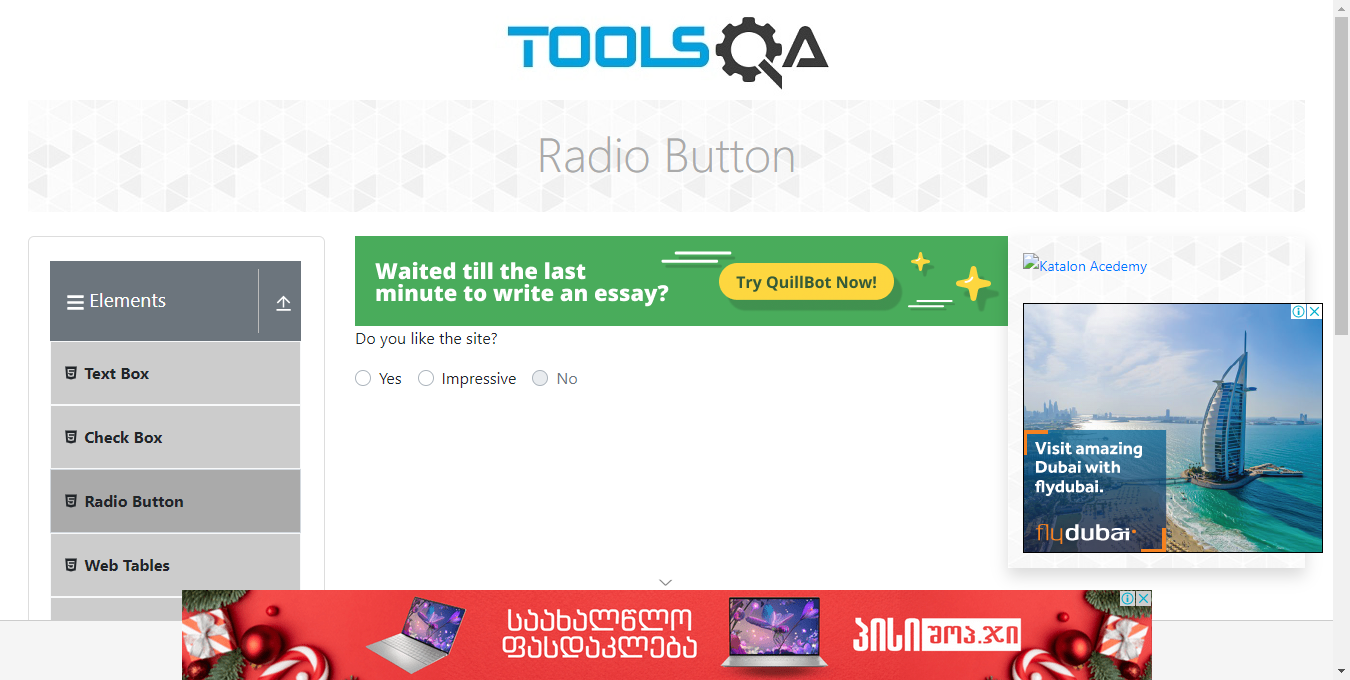 TOOLSQA
Radio Button
Elements
Text Box
Check Box
Radio Button
Web Tables
Waited till the last
minute to write an essay?
Try QuillBot Now!
Do you like the site?
Yes
Impressive
No
Katalon Acedemy
Visit amazing
Dubai with
flydubai.
flydubai
საახალწლო
ფასდაკლება
პისიშოპ.ჯი